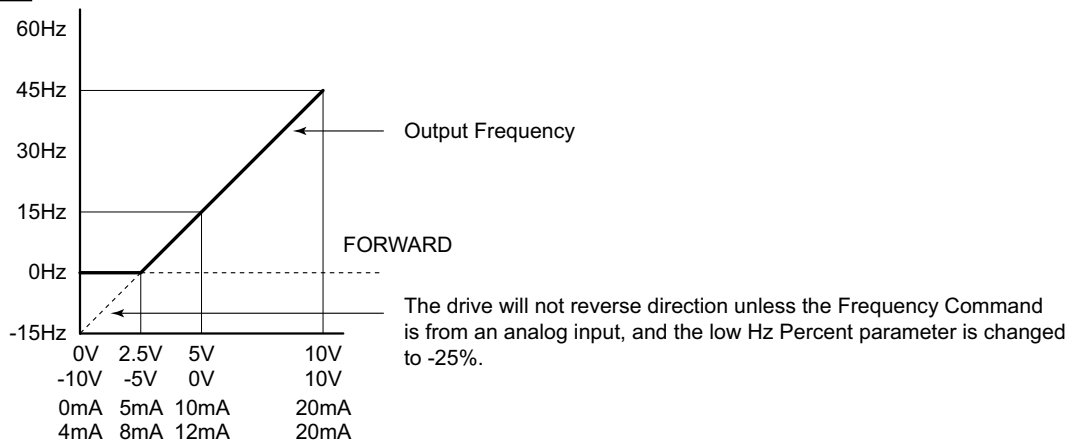 60Hz
45Hz
Output Frequency
30Hz
15Hz
FORWARD
0Hz
The drive will not reverse direction unless the Frequency Command
is from an analog input, and the low Hz Percent parameter is changed
to -25%.
-15Hz
0V 2.5V 5V 10V
-10V -5V 0V 10V
0mA 5mA 10mA 20mA
4mA 8mA 12mA 20mA